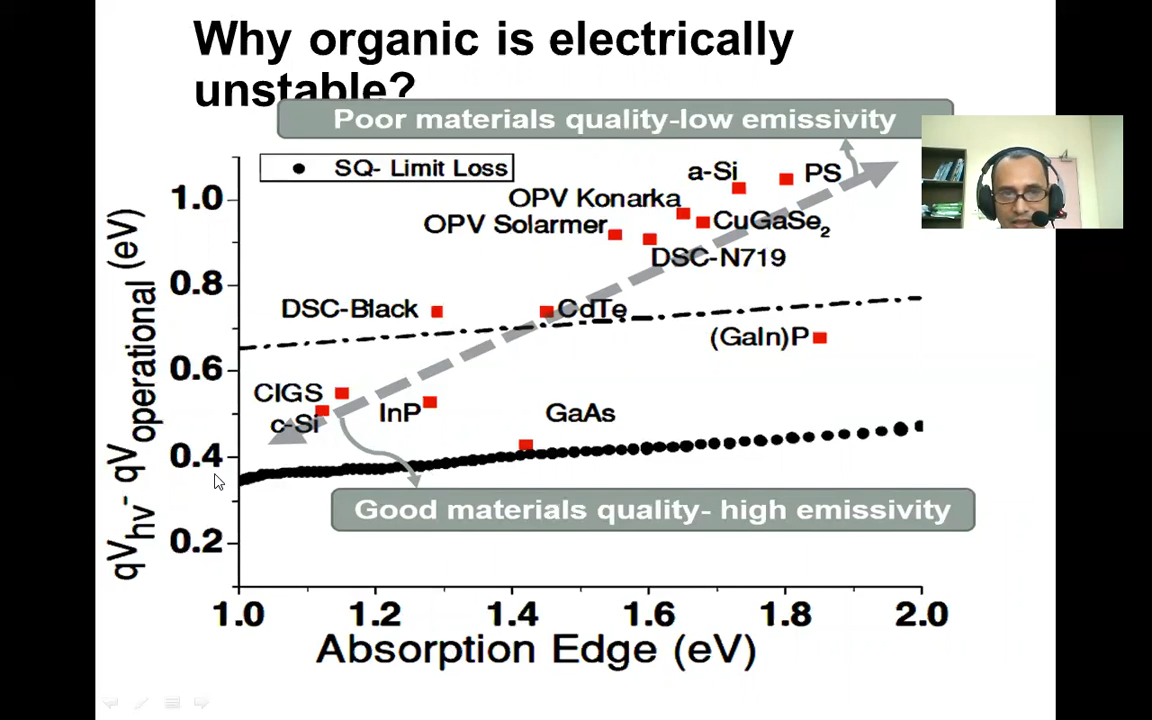 Why organic is electrically
unstable?
Poor materials quality-low emissivity
SQ- Limit Loss
a-Si
PS
OPV Konarka
OPV Solarmer
CuGaSe2
DSC-N719
DSC-Black
CdTe
(GaIn)P
CIGS
c-Si
InP
GaAs
Good materials quality- high emissivity
qVhv- qVoperational (eV)
1.0
0.8
0.6
0.4
0.2
1.0 1.2 1.4 1.6 1.8 2.0
Absorption Edge (eV)